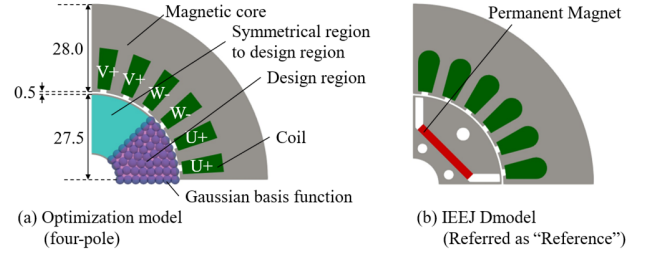 Magnetic core
Symmetrical region
to design region
Design region
Coil
Gaussian basis function
28.0
0.5
27.5
V+
V+
W-
W-
U+
U+
(a) Optimization model
(four-pole)
Permanent Magnet
(b) IEEJ Dmodel
(Referred as “Reference”)